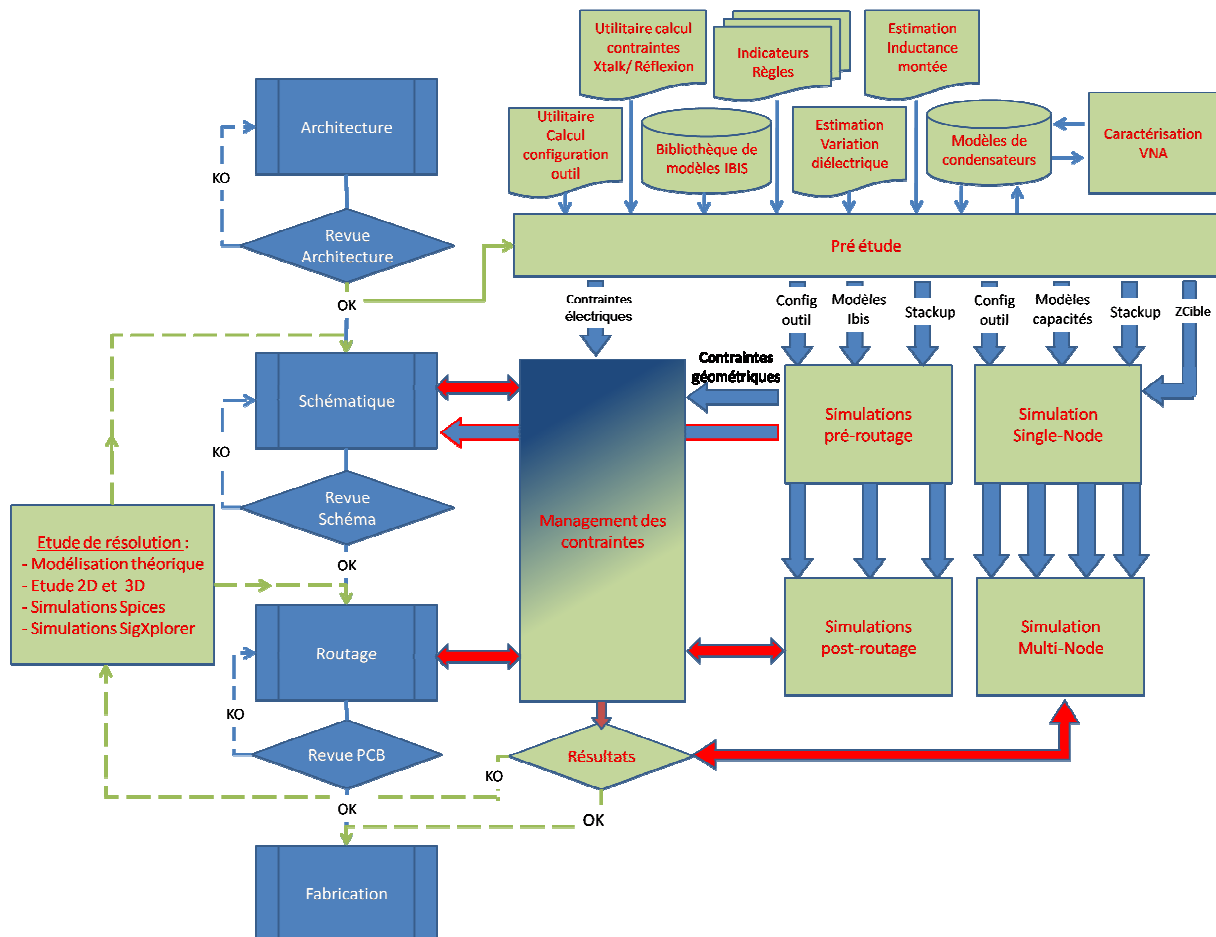 Utilitaire calcul
contraintes
Xtalk/ Réflexion
Indicateurs
Règles
Estimation
Inductance
montée
Architecture
KO
Revue
Architecture
OK
Utilitaire
Calcul
configuration
outil
Bibliothèque de
modèles IBIS
Estimation
Variation
diélectrique
Modèles de
condensateurs
Caractérisation
VNA
Pré étude
Contraintes
électriques
Config
outil
Modèles
Ibis
Stackup
Config
outil
Modèles
capacités
Stackup
ZCible
Contraintes
géométriques
Schématique
KO
Revue
Schéma
OK
Management des
contraintes
Simulations
pré-routage
Simulation
Single-Node
Etude de résolution :
- Modélisation théorique
- Etude 2D et 3D
- Simulations Spices
- Simulations SigXplorer
Routage
KO
Revue PCB
OK
Simulations
post-routage
Simulation
Multi-Node
Résultats
KO
OK
Fabrication